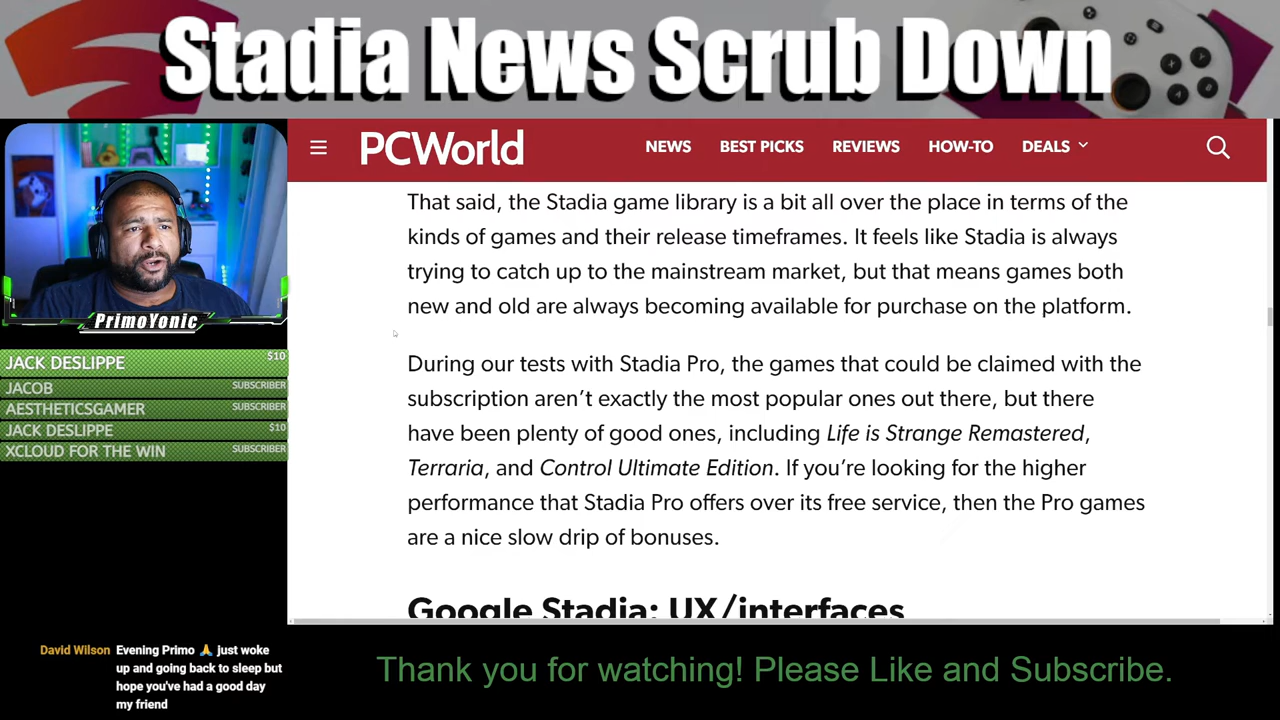 Stadia News Scrub Down
PCWorld
NEWS BEST PICKS REVIEWS HOW-TO DEALS
That said, the Stadia game library is a bit all over the place in terms of the
kinds of games and their release timeframes. It feels like Stadia is always
trying to catch up to the mainstream market, but that means games both
new and old are always becoming available for purchase on the platform.
PrimoYonic
JACK DESLIPPE $10
JACOB SUBSCRIBER
AESTHETICSGAMER SUBSCRIBER
JACK DESLIPPE $10
XCLOUD FOR THE WIN SUBSCRIBER
During our tests with Stadia Pro, the games that could be claimed with the
subscription aren’t exactly the most popular ones out there, but there
have been plenty of good ones, including Life is Strange Remastered,
Terraria, and Control Ultimate Edition. If you’re looking for the higher
performance that Stadia Pro offers over its free service, then the Pro games
are a nice slow drip of bonuses.
Google Stadia: UX/interfaces
David Wilson Evening Primo 🙏 just woke
up and going back to sleep but
hope you've had a good day
my friend
Thank you for watching! Please Like and Subscribe.